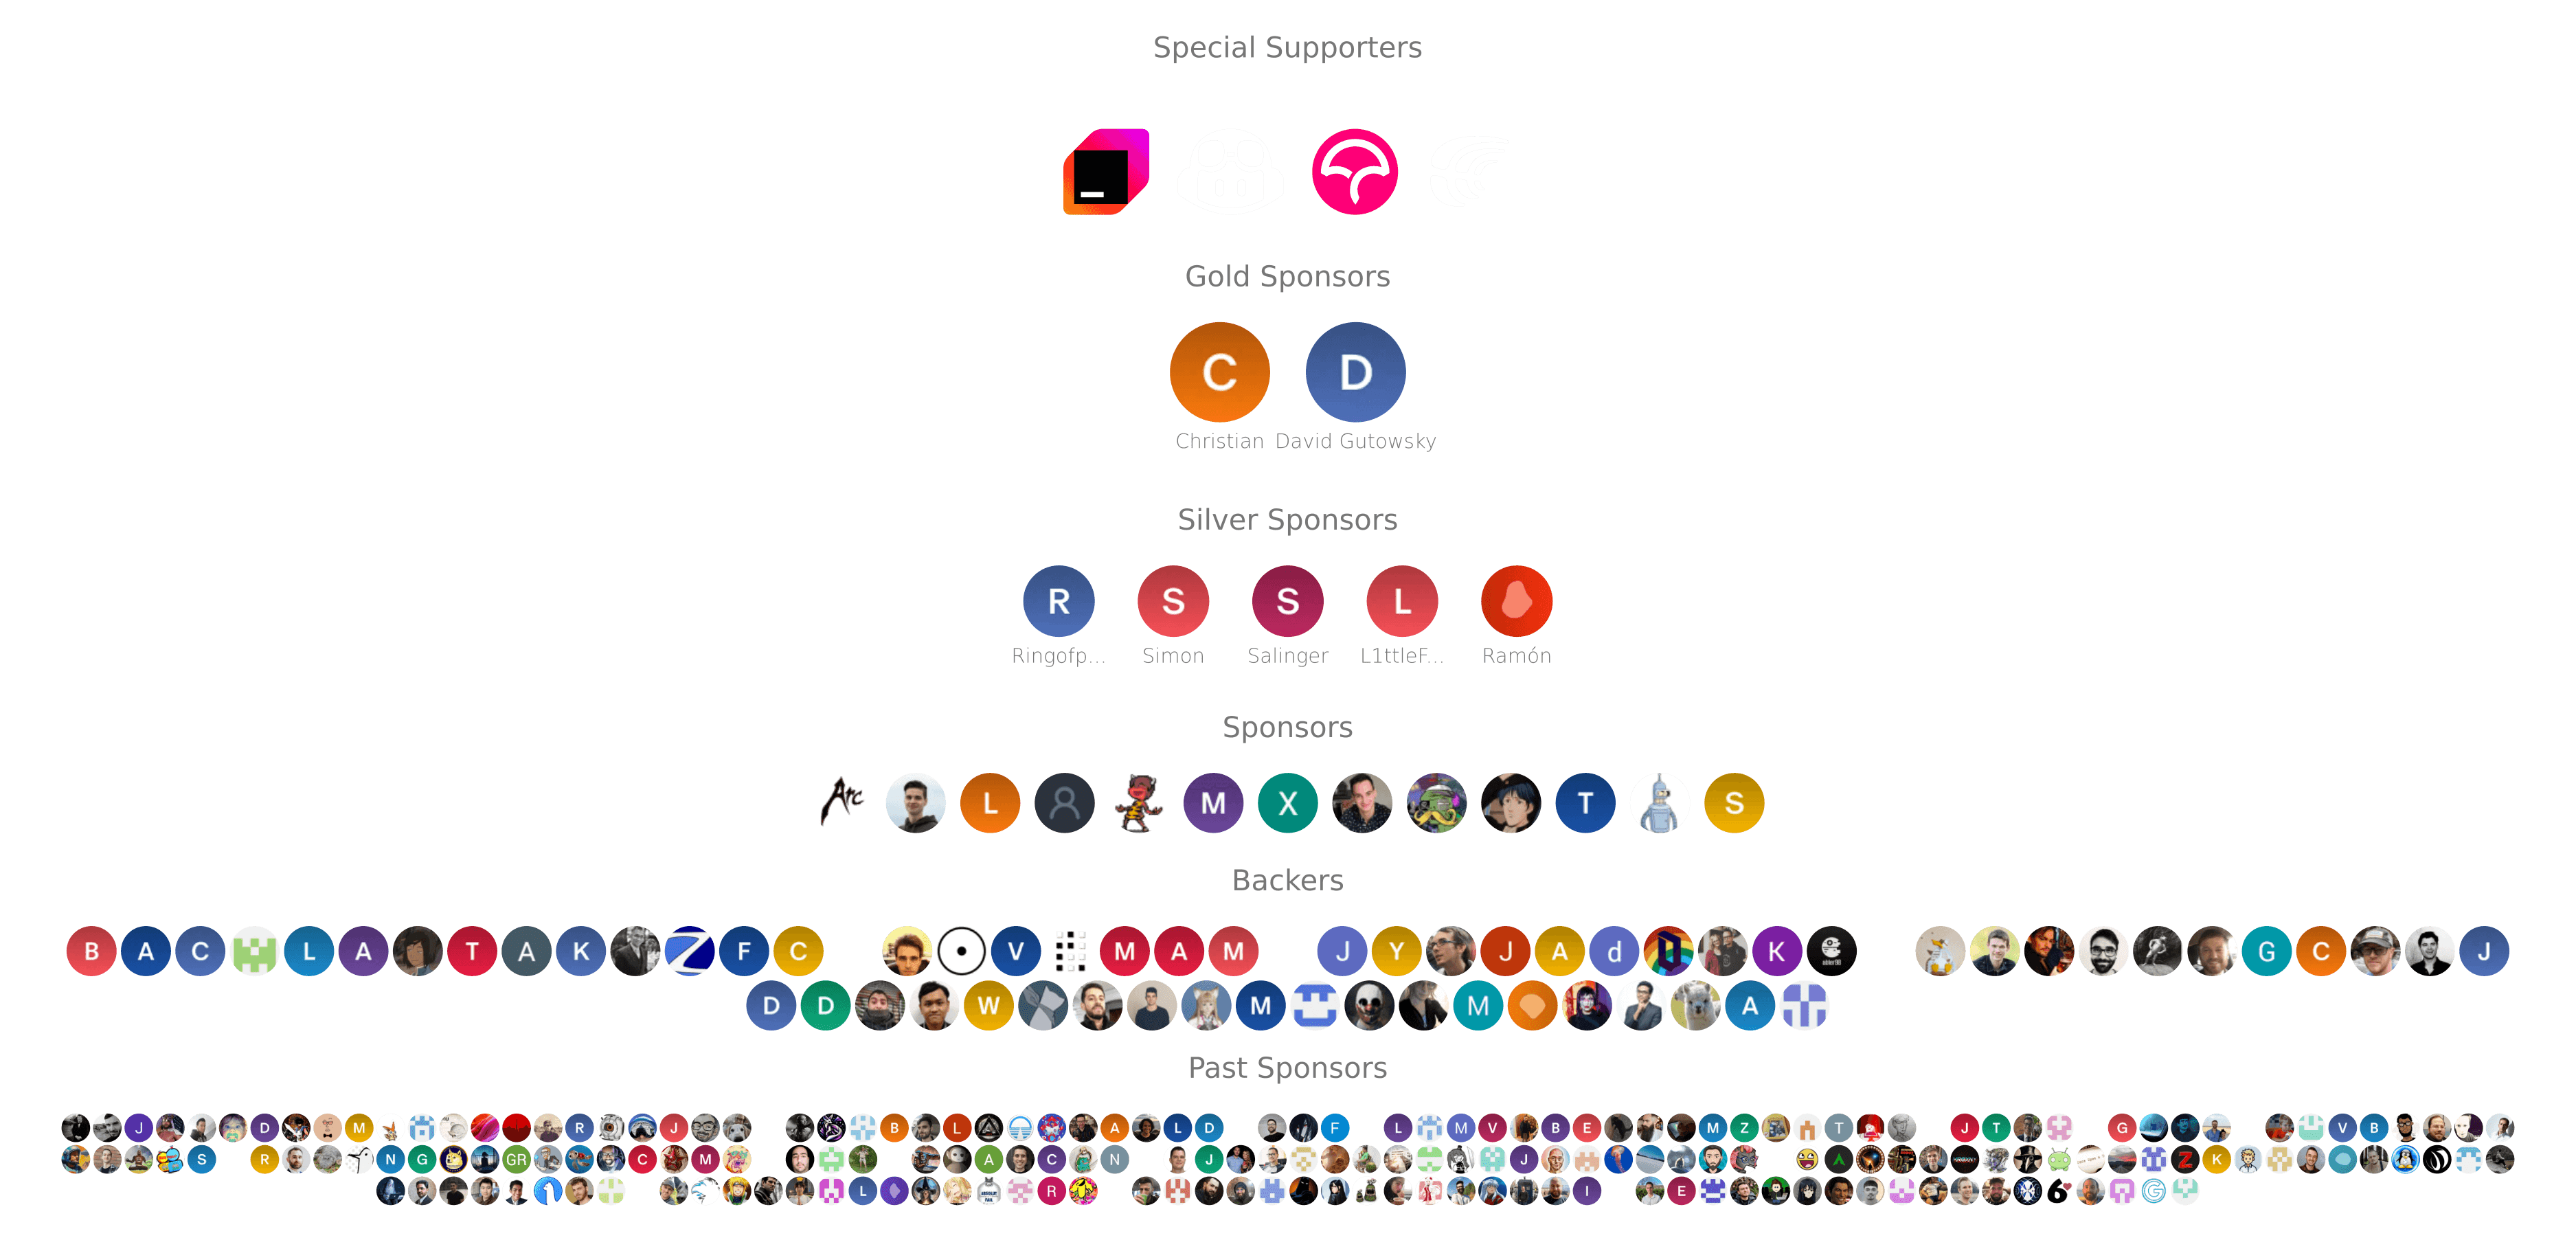 Special Supporters
Gold Sponsors
C D
Christian David Gutowsky
Silver Sponsors
R S S L
Ringofp... Simon Salinger L1ttleF... Ramón
Sponsors
Arc L M X T S
Backers
B A C L A T A K F C V M A M J Y J A d K G C J
D D W M M A
Past Sponsors
J D M R J B L A L D F L M V B E M Z T J T G V B
S R N G GR C M A C N J J A Z K
L R I E 6 G